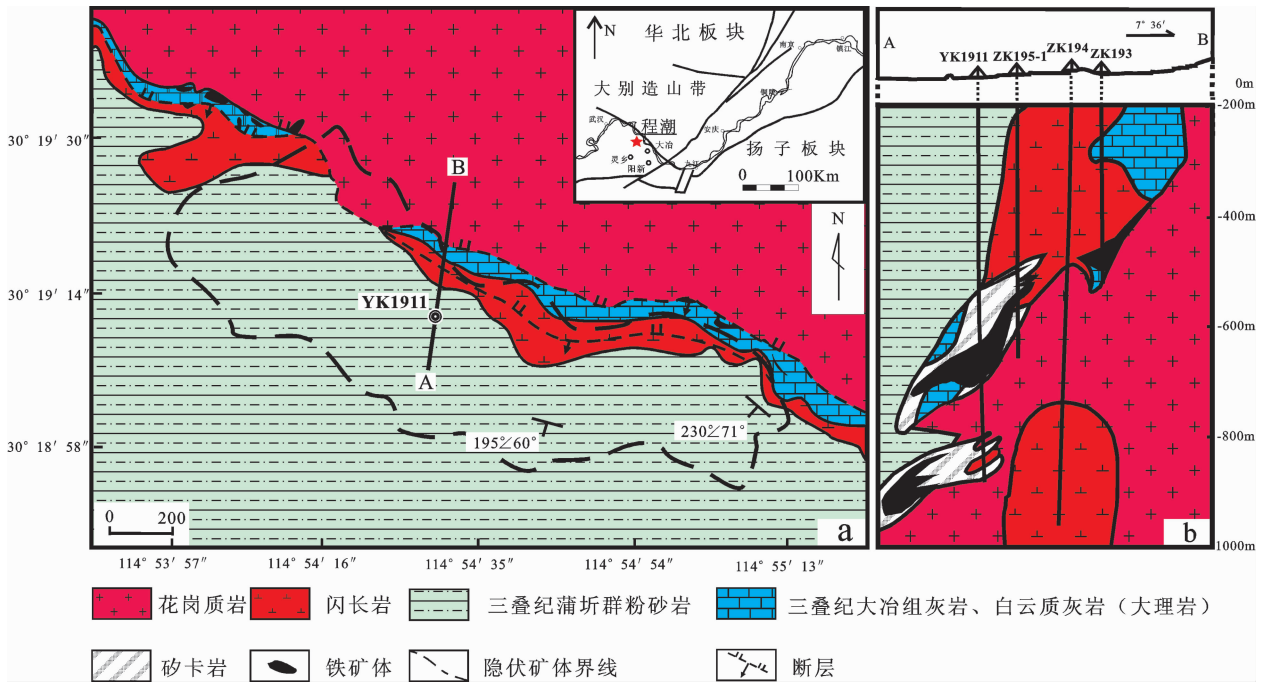 N
华北板块
大别造山带
扬子板块
南京
镇江
铜陵
安庆
九江
武汉
程潮
大冶
灵乡
阳新
0 100Km
N
30° 19′ 30″
30° 19′ 14″
30° 18′ 58″
B
YK1911
A
195°∠60°
230°∠71°
0 200
a
114° 53′ 57″
114° 54′ 16″
114° 54′ 35″
114° 54′ 54″
114° 55′ 13″
7° 36′
A
B
YK1911
ZK195-1
ZK194
ZK193
0m
-200m
-400m
-600m
-800m
1000m
b
花岗质岩
闪长岩
三叠纪蒲圻群粉砂岩
三叠纪大冶组灰岩、白云质灰岩（大理岩）
矽卡岩
铁矿体
隐伏矿体界线
断层